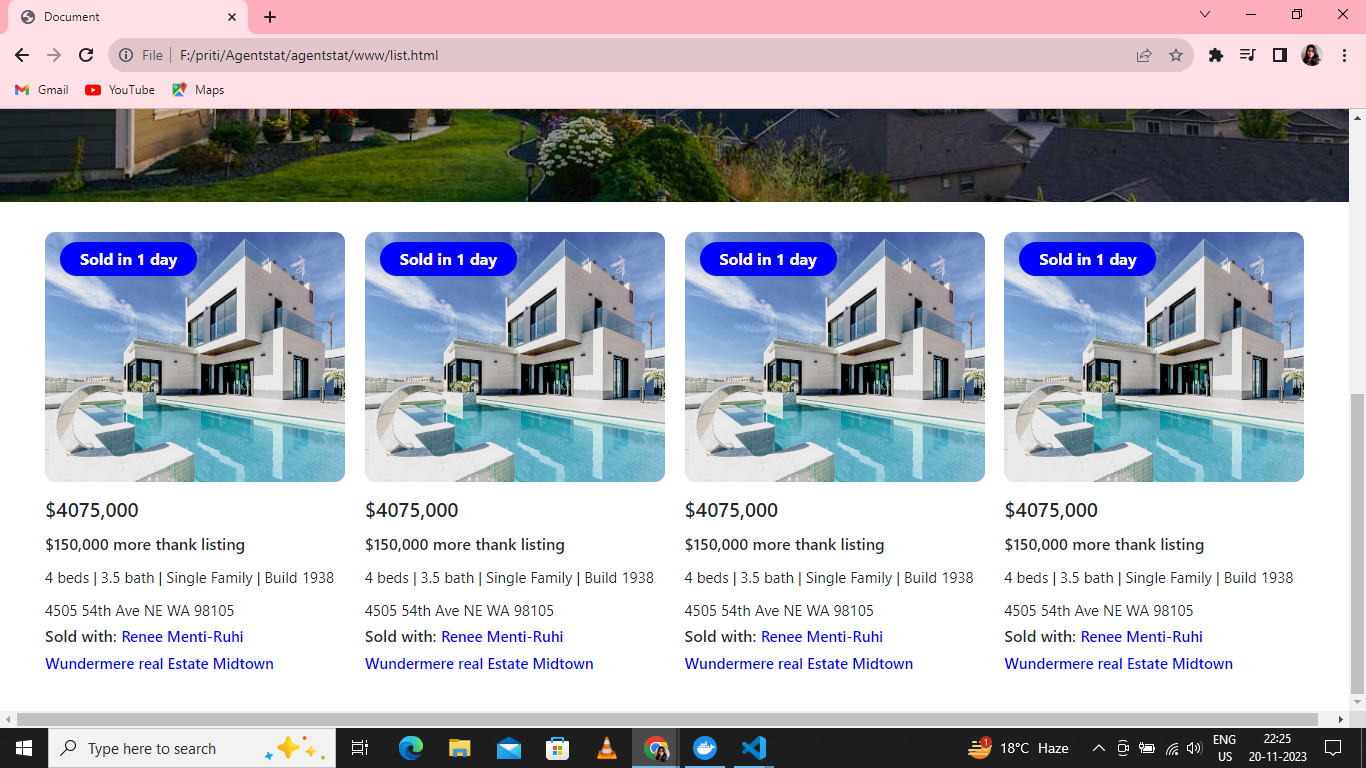 Document
File
F:/priti/Agentstat/agentstat/www/list.html
Gmail
YouTube
Maps
Sold in 1 day
Sold in 1 day
Sold in 1 day
Sold in 1 day
$4075,000
$150,000 more thank listing
4 beds | 3.5 bath | Single Family | Build 1938
4505 54th Ave NE WA 98105
Sold with: Renee Menti-Ruhi
Wundermere real Estate Midtown
$4075,000
$150,000 more thank listing
4 beds | 3.5 bath | Single Family | Build 1938
4505 54th Ave NE WA 98105
Sold with: Renee Menti-Ruhi
Wundermere real Estate Midtown
$4075,000
$150,000 more thank listing
4 beds | 3.5 bath | Single Family | Build 1938
4505 54th Ave NE WA 98105
Sold with: Renee Menti-Ruhi
Wundermere real Estate Midtown
$4075,000
$150,000 more thank listing
4 beds | 3.5 bath | Single Family | Build 1938
4505 54th Ave NE WA 98105
Sold with: Renee Menti-Ruhi
Wundermere real Estate Midtown
Type here to search
1
18°C Haze
ENG
US
22:25
20-11-2023